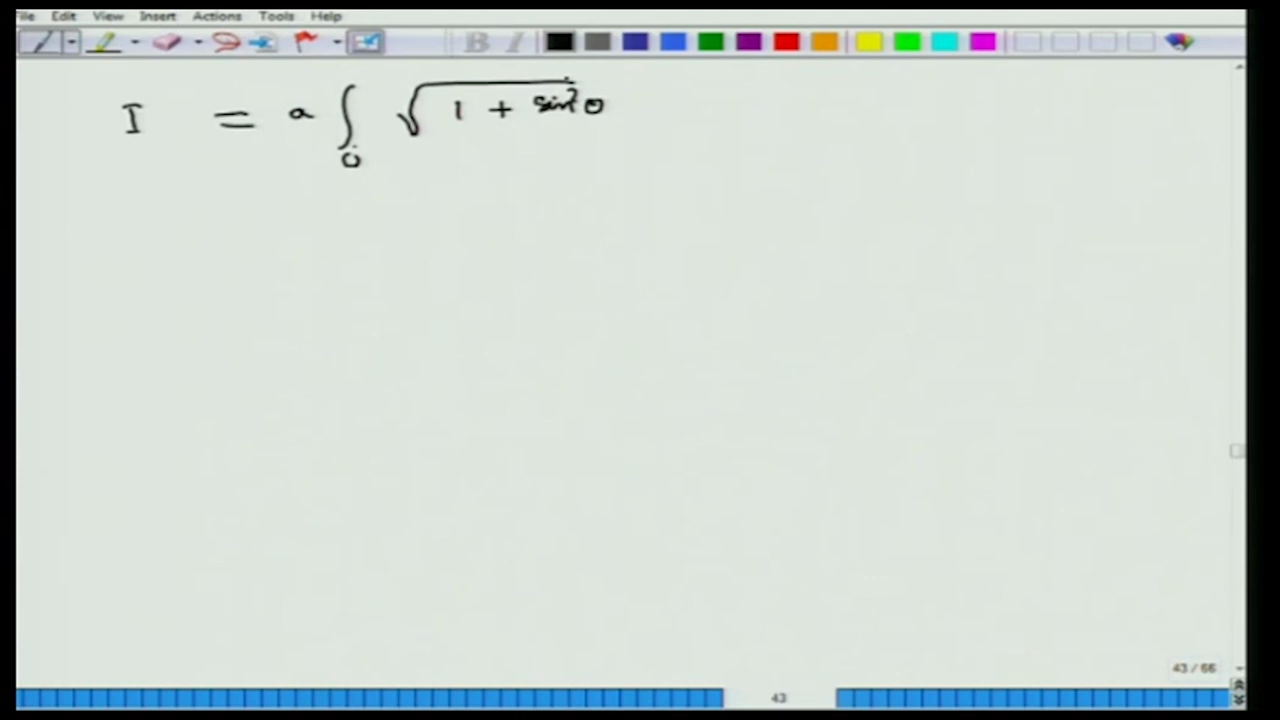 File Edit View Insert Actions Tools Help
B I
I = a ∫₀ √(1 + sin²θ)
43 / 66
43